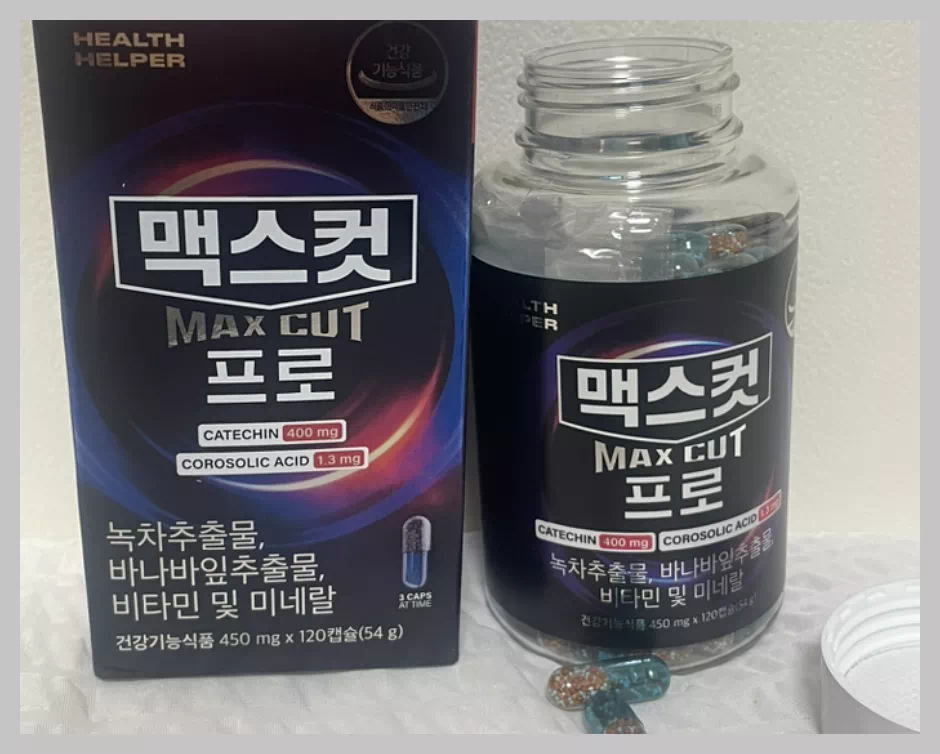 HEALTH
HELPER
건강
기능식품
맥스컷
MAX CUT
프로
CATECHIN 400 mg
COROSOLIC ACID 1.3 mg
녹차추출물,
바나바잎추출물,
비타민 및 미네랄
3 CAPS
AT TIME
건강기능식품 450 mg x 120캡슐(54 g)
LTH
PER
맥스컷
MAX CUT
프로
CATECHIN 400 mg COROSOLIC ACID 1.3 mg
녹차추출물, 바나바잎추출물,
비타민 및 미네랄
건강기능식품 450 mg x 120캡슐(54 g)